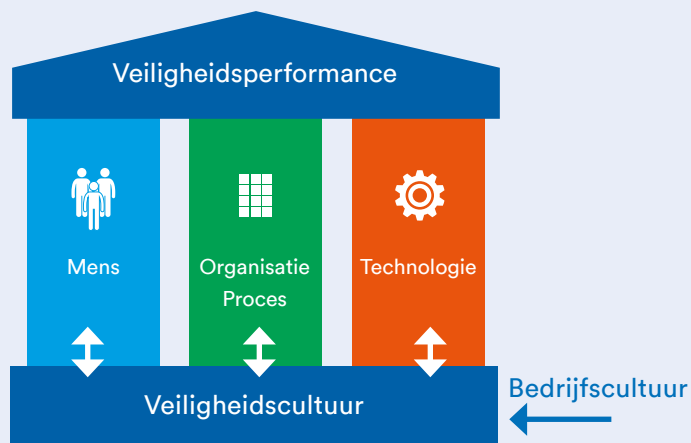 Veiligheidsperformance
Mens
Organisatie
Proces
Technologie
Veiligheidscultuur
Bedrijfscultuur